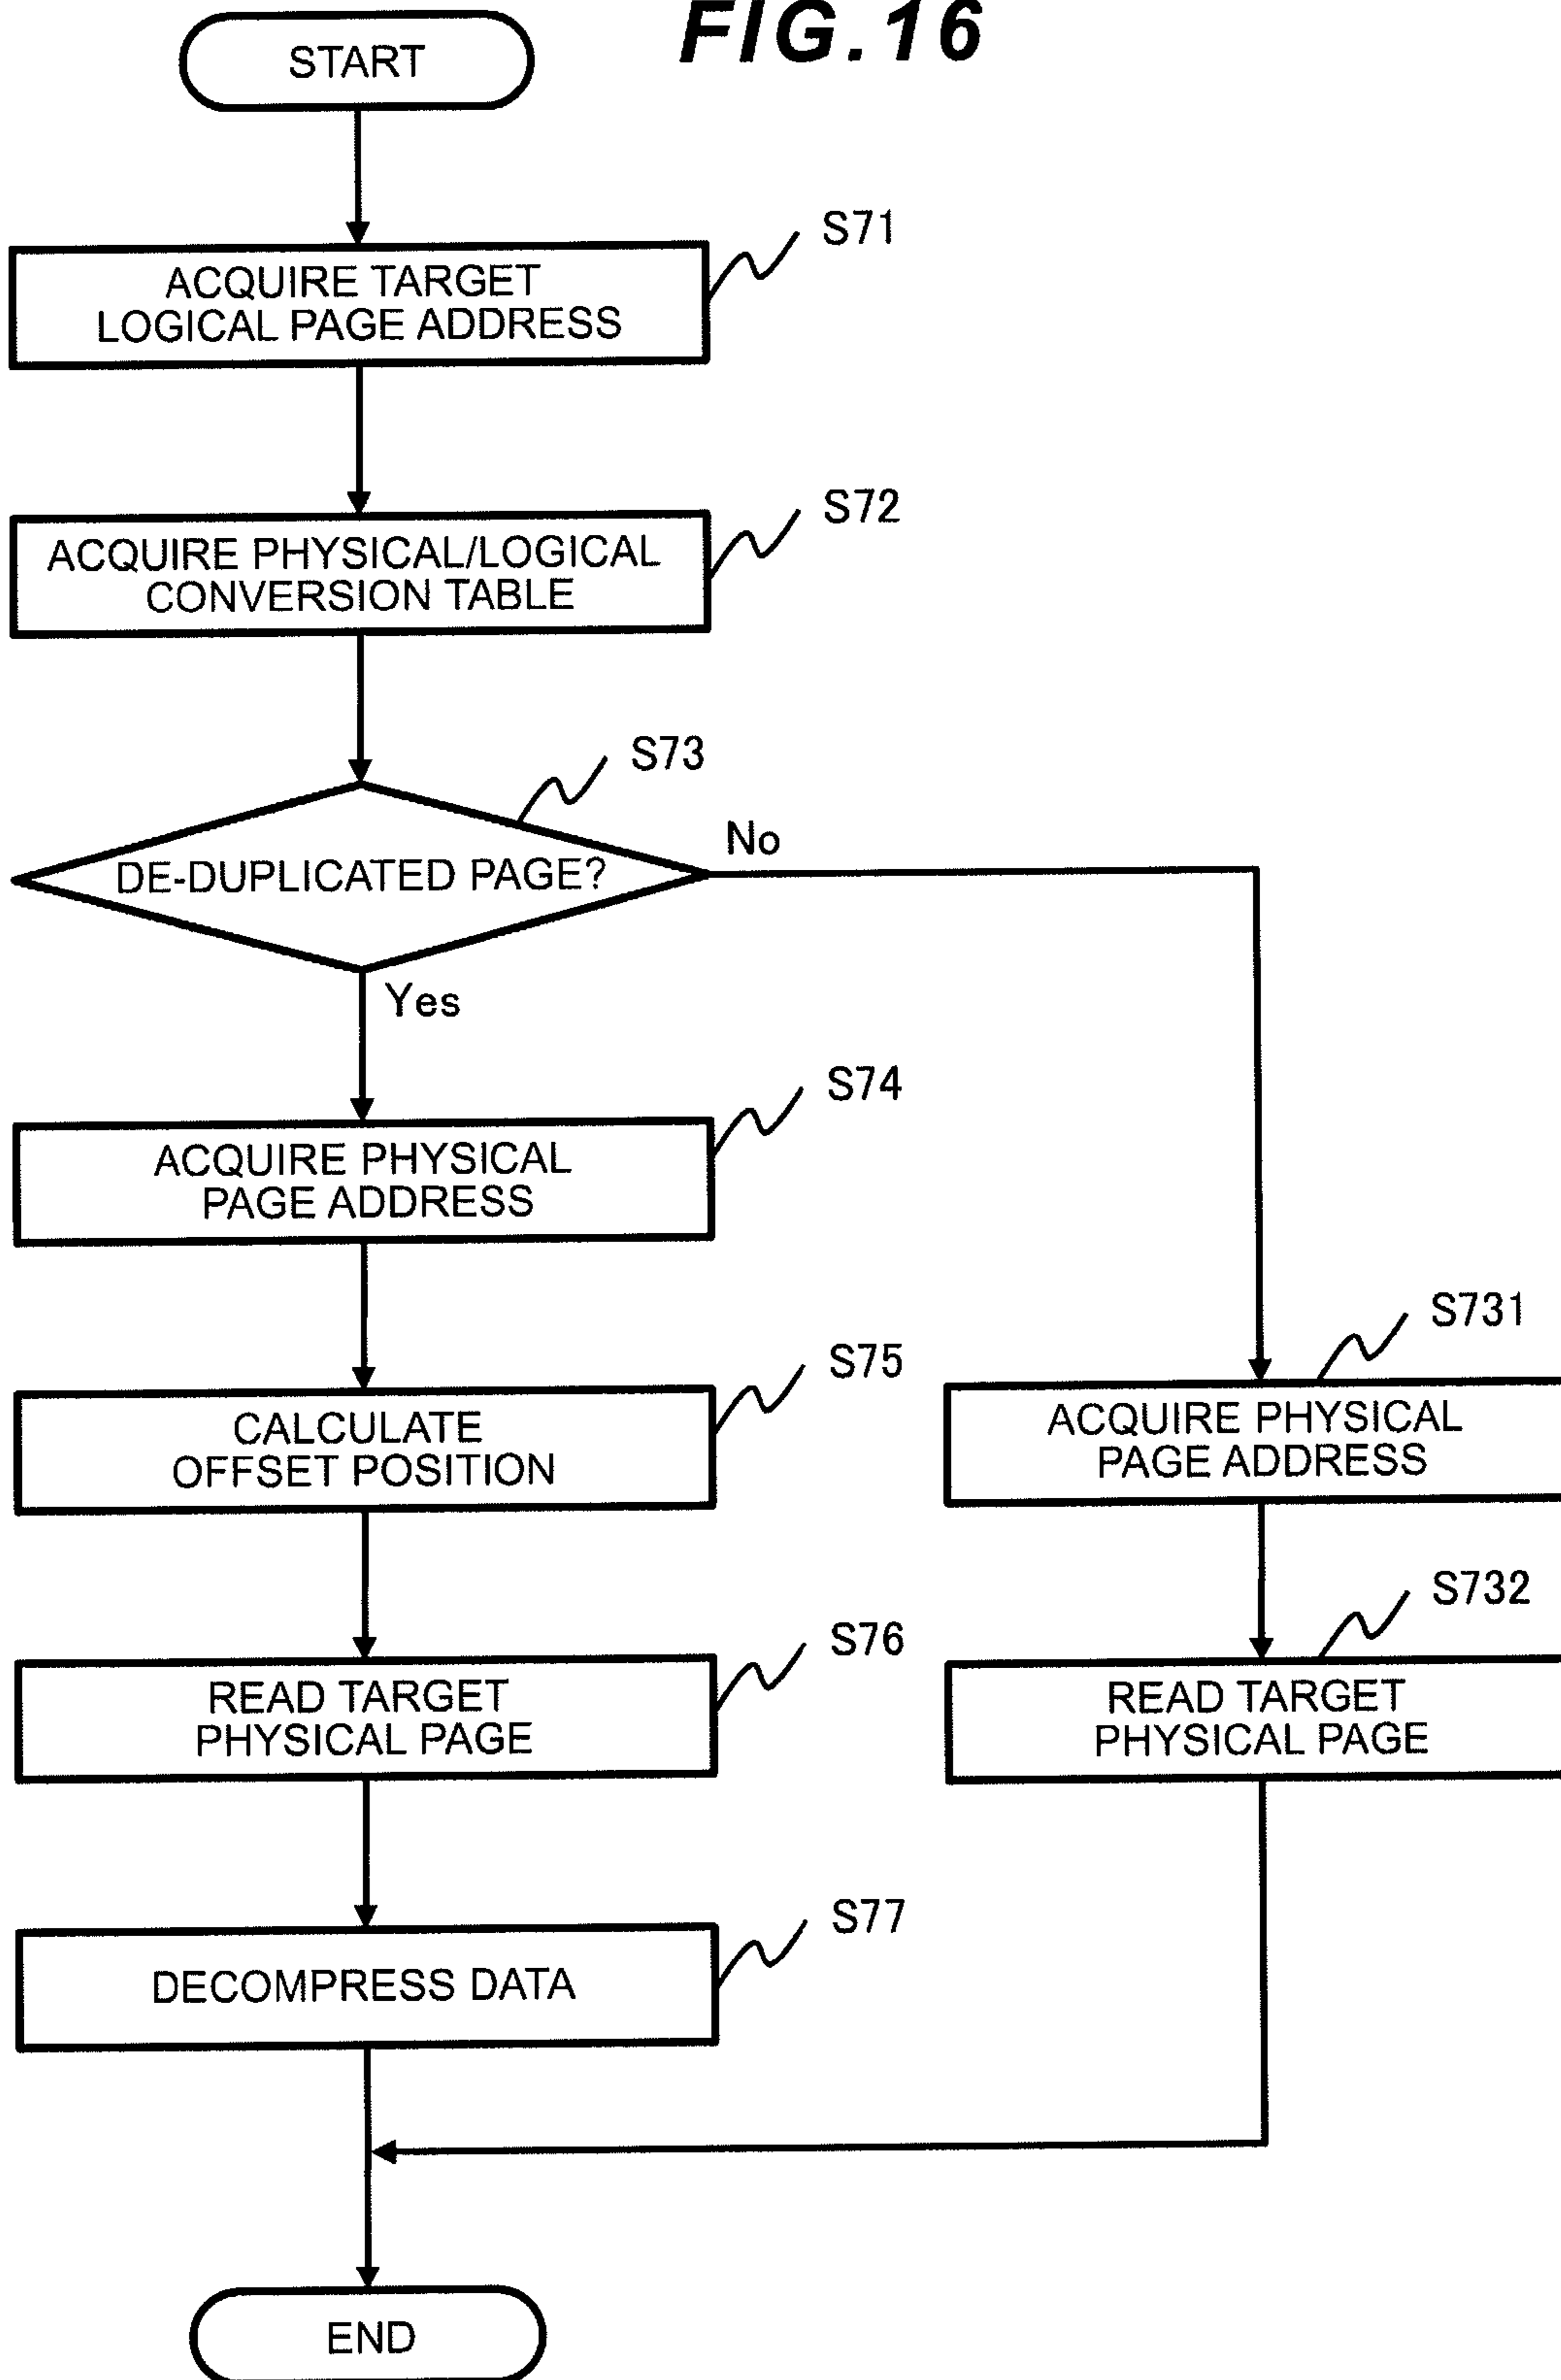 FIG.16
START
S71
ACQUIRE TARGET
LOGICAL PAGE ADDRESS
S72
ACQUIRE PHYSICAL/LOGICAL
CONVERSION TABLE
S73
DE-DUPLICATED PAGE?
No
Yes
S74
ACQUIRE PHYSICAL
PAGE ADDRESS
S75
CALCULATE
OFFSET POSITION
S731
ACQUIRE PHYSICAL
PAGE ADDRESS
S76
READ TARGET
PHYSICAL PAGE
S732
READ TARGET
PHYSICAL PAGE
S77
DECOMPRESS DATA
END